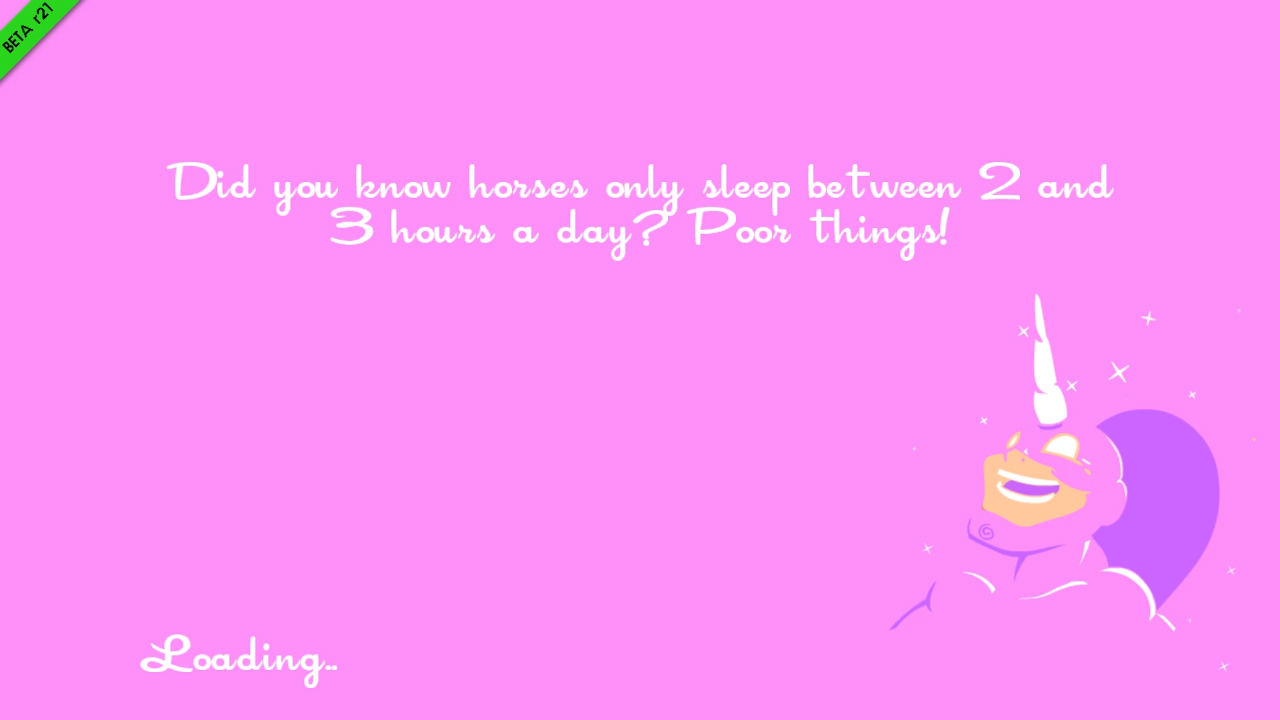 BETA r21
Did you know horses only sleep between 2 and
3 hours a day? Poor things!
Loading..